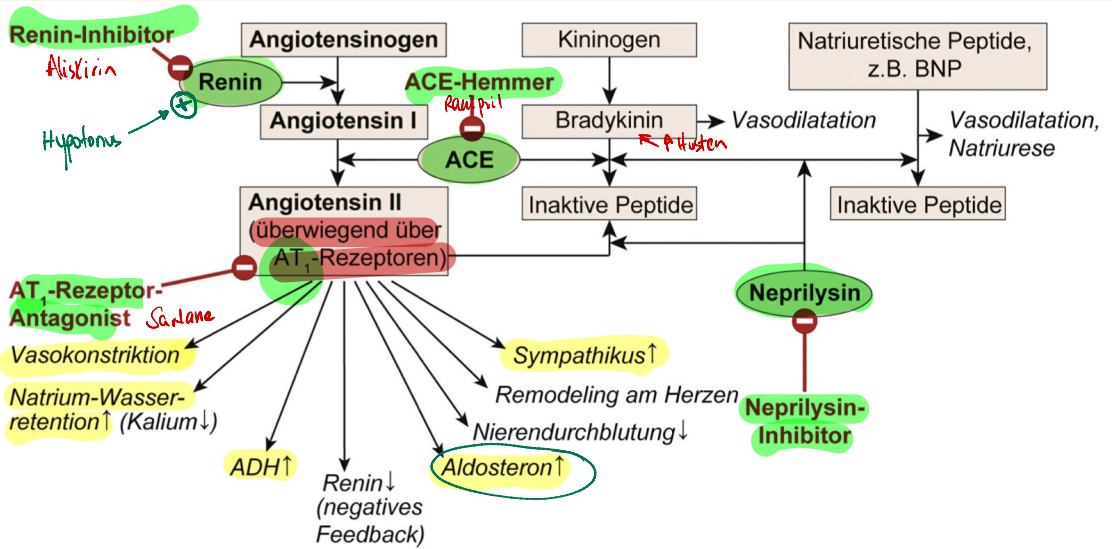 Renin-Inhibitor
Aliskirin
Renin
Hypotonus
+
Angiotensinogen
Angiotensin I
ACE-Hemmer
Ramipril
ACE
Kininogen
Bradykinin
Vasodilatation
Husten
Inaktive Peptide
Natriuretische Peptide,
z.B. BNP
Vasodilatation,
Natriurese
Inaktive Peptide
Angiotensin II
(überwiegend über
AT₁-Rezeptoren)
AT₁-Rezeptor-
Antagonist
Sartane
Neprilysin
Neprilysin-
Inhibitor
Vasokonstriktion
Natrium-Wasser-
retention↑ (Kalium↓)
ADH↑
Renin↓
(negatives
Feedback)
Aldosteron↑
Nierendurchblutung↓
Remodeling am Herzen
Sympathikus↑